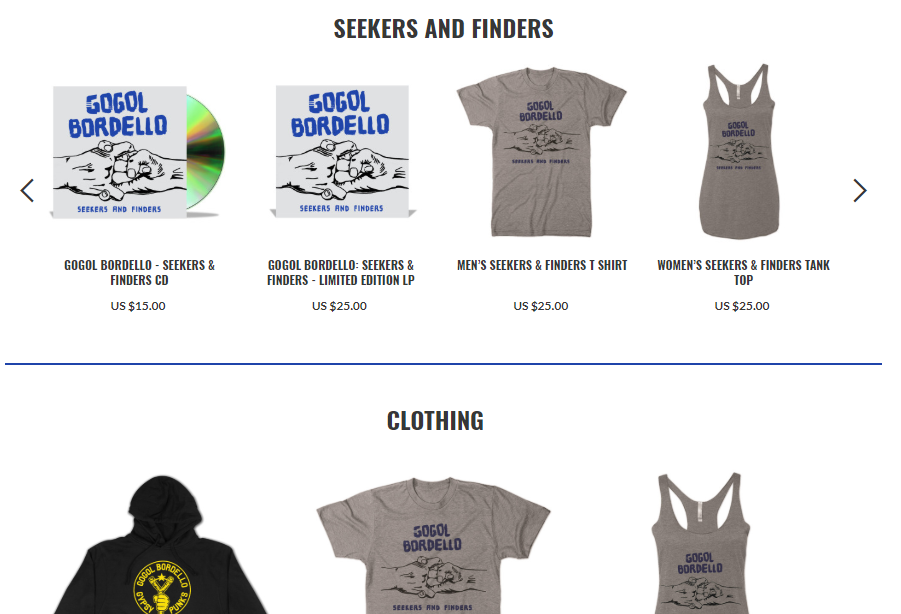 SEEKERS AND FINDERS
GOGOL
BORDELLO
SEEKERS AND FINDERS
GOGOL
BORDELLO
SEEKERS AND FINDERS
GOGOL
BORDELLO
SEEKERS AND FINDERS
GOGOL
BORDELLO
SEEKERS AND FINDERS
GOGOL BORDELLO - SEEKERS &
FINDERS CD
US $15.00
GOGOL BORDELLO: SEEKERS &
FINDERS - LIMITED EDITION LP
US $25.00
MEN'S SEEKERS & FINDERS T SHIRT
US $25.00
WOMEN'S SEEKERS & FINDERS TANK
TOP
US $25.00
CLOTHING
GOGOL BORDELLO
GYPSY PUNKS
GOGOL
BORDELLO
SEEKERS AND FINDERS
GOGOL
BORDELLO